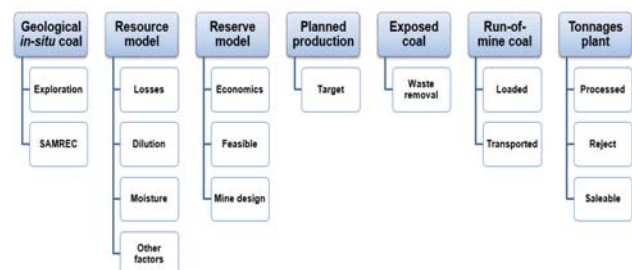 Geological
in-situ coal
Exploration
SAMREC
Resource
model
Losses
Dilution
Moisture
Other
factors
Reserve
model
Economics
Feasible
Mine design
Planned
production
Target
Exposed
coal
Waste
removal
Run-of-
mine coal
Loaded
Transported
Tonnages
plant
Processed
Reject
Saleable